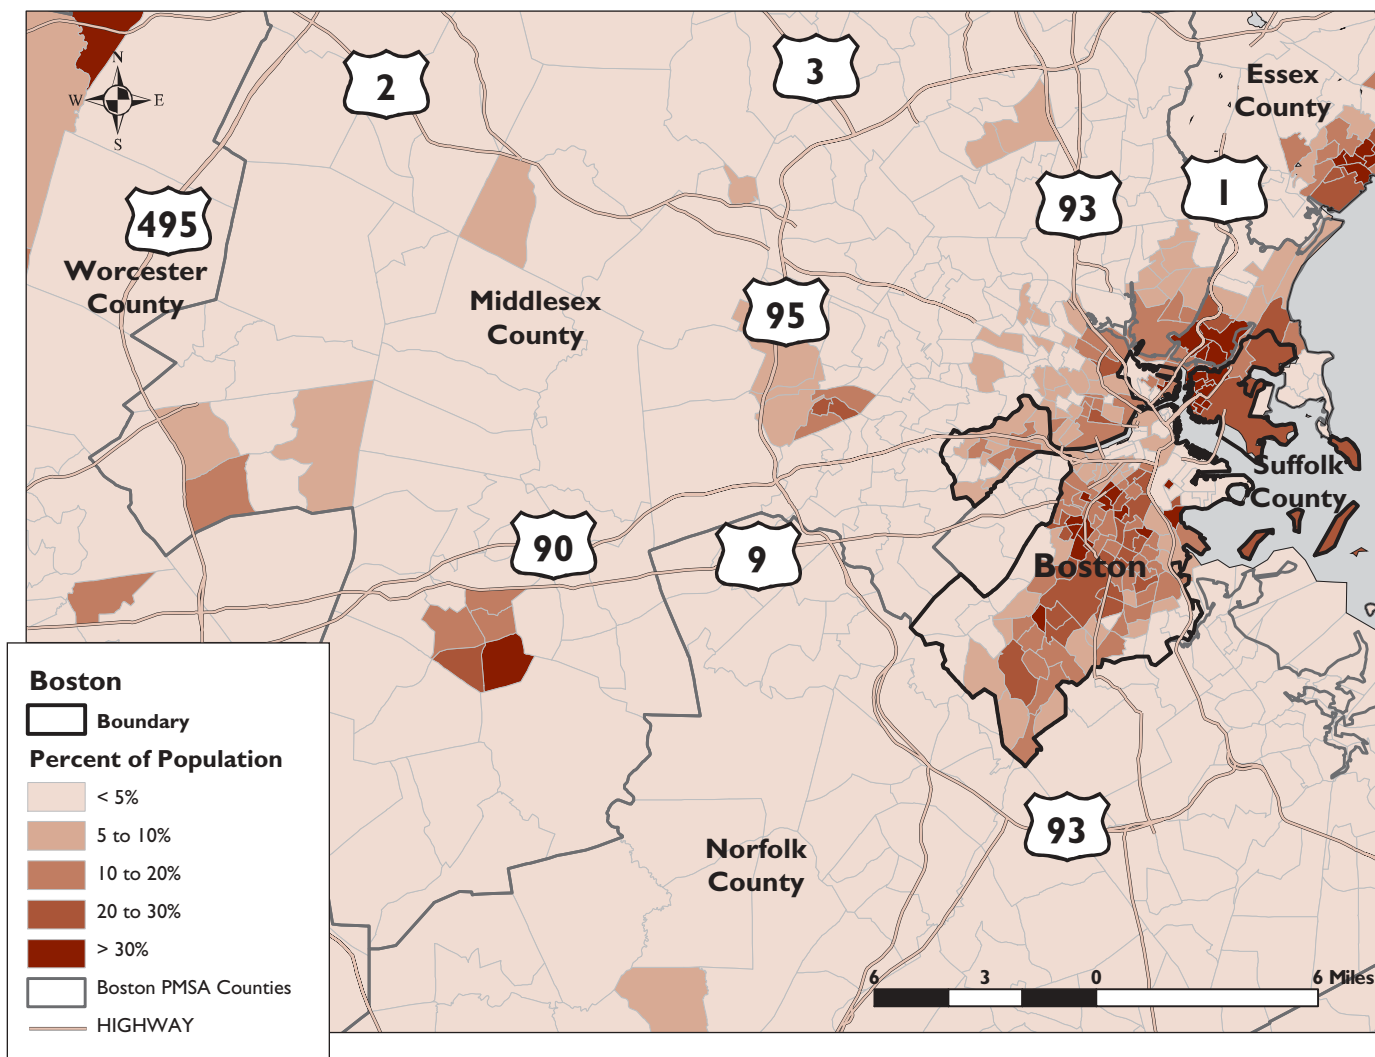 2
3
Essex
County
N
W
E
S
93
1
495
Worcester
County
Middlesex
County
95
Suffolk
County
90
9
Boston
93
Norfolk
County
6
3
0
6 Miles
Boston
Boundary
Percent of Population
< 5%
5 to 10%
10 to 20%
20 to 30%
> 30%
Boston PMSA Counties
HIGHWAY